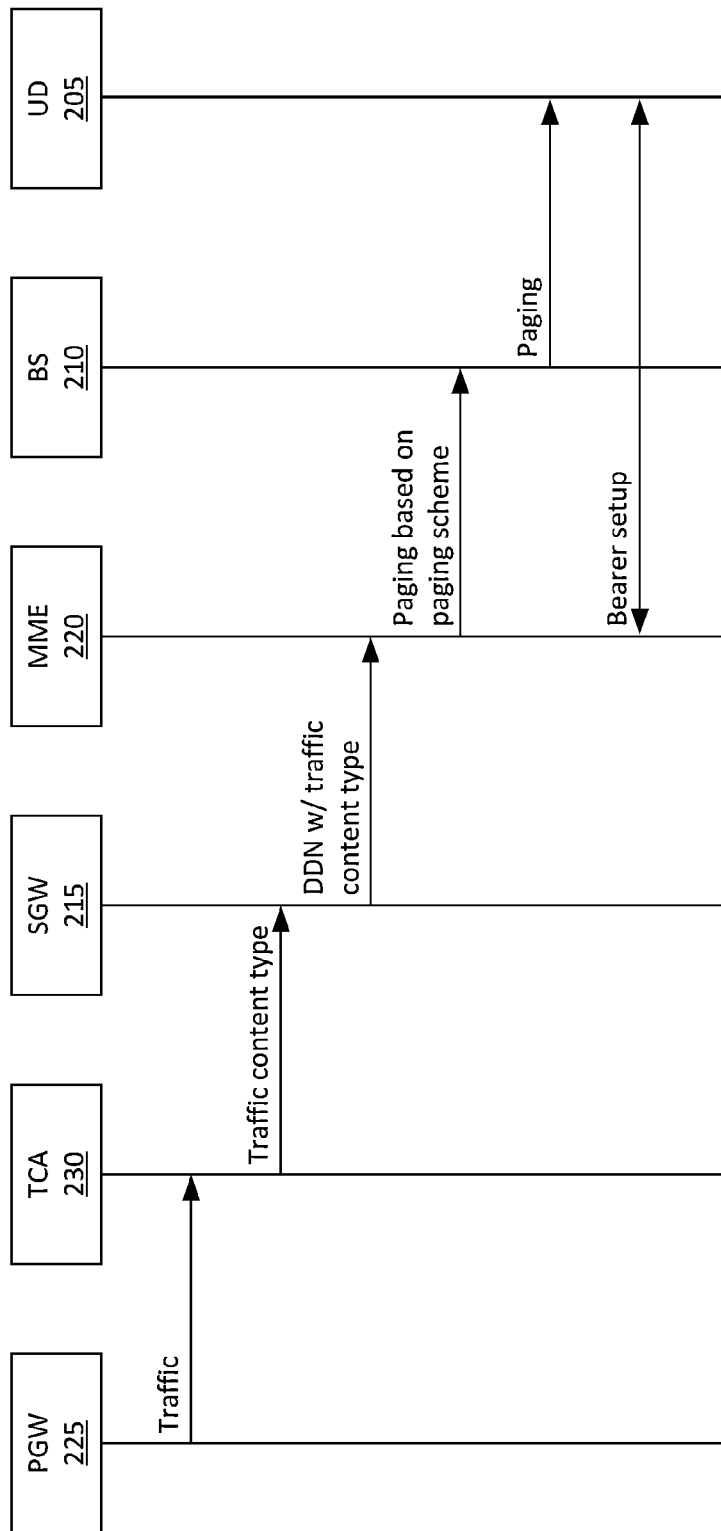 PGW
225
TCA
230
SGW
215
MME
220
BS
210
UD
205
Traffic
Traffic content type
DDN w/ traffic
content type
Paging based on
paging scheme
Paging
Bearer setup